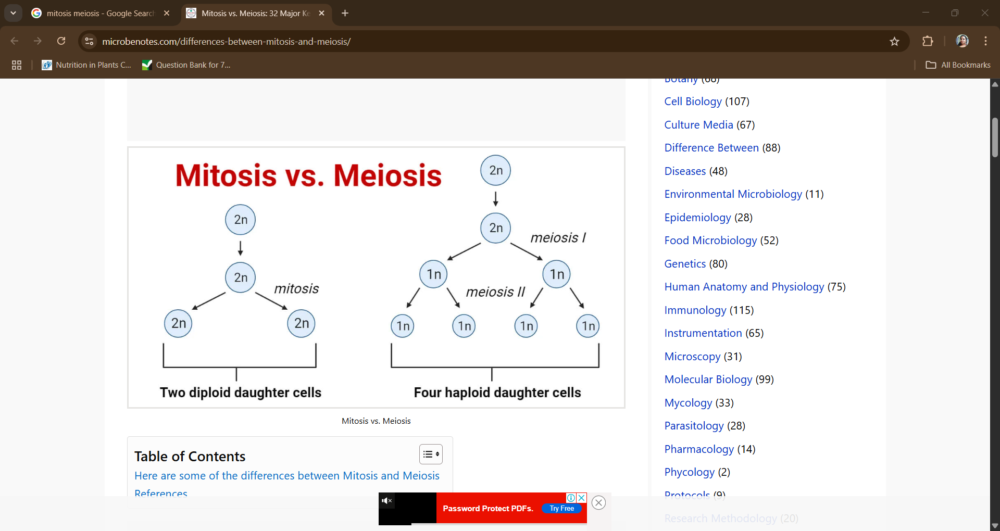 mitosis meiosis - Google Search
Mitosis vs. Meiosis: 32 Major Ke
microbenotes.com/differences-between-mitosis-and-meiosis/
Nutrition in Plants C...
Question Bank for 7...
All Bookmarks
Mitosis vs. Meiosis
2n
2n
mitosis
2n
2n
Two diploid daughter cells
2n
2n
meiosis I
1n
1n
meiosis II
1n
1n
1n
1n
Four haploid daughter cells
Mitosis vs. Meiosis
Table of Contents
Here are some of the differences between Mitosis and Meiosis
References
Password Protect PDFs.
Try Free
Botany (68)
Cell Biology (107)
Culture Media (67)
Difference Between (88)
Diseases (48)
Environmental Microbiology (11)
Epidemiology (28)
Food Microbiology (52)
Genetics (80)
Human Anatomy and Physiology (75)
Immunology (115)
Instrumentation (65)
Microscopy (31)
Molecular Biology (99)
Mycology (33)
Parasitology (28)
Pharmacology (14)
Phycology (2)
Protocols (9)
Research Methodology (20)